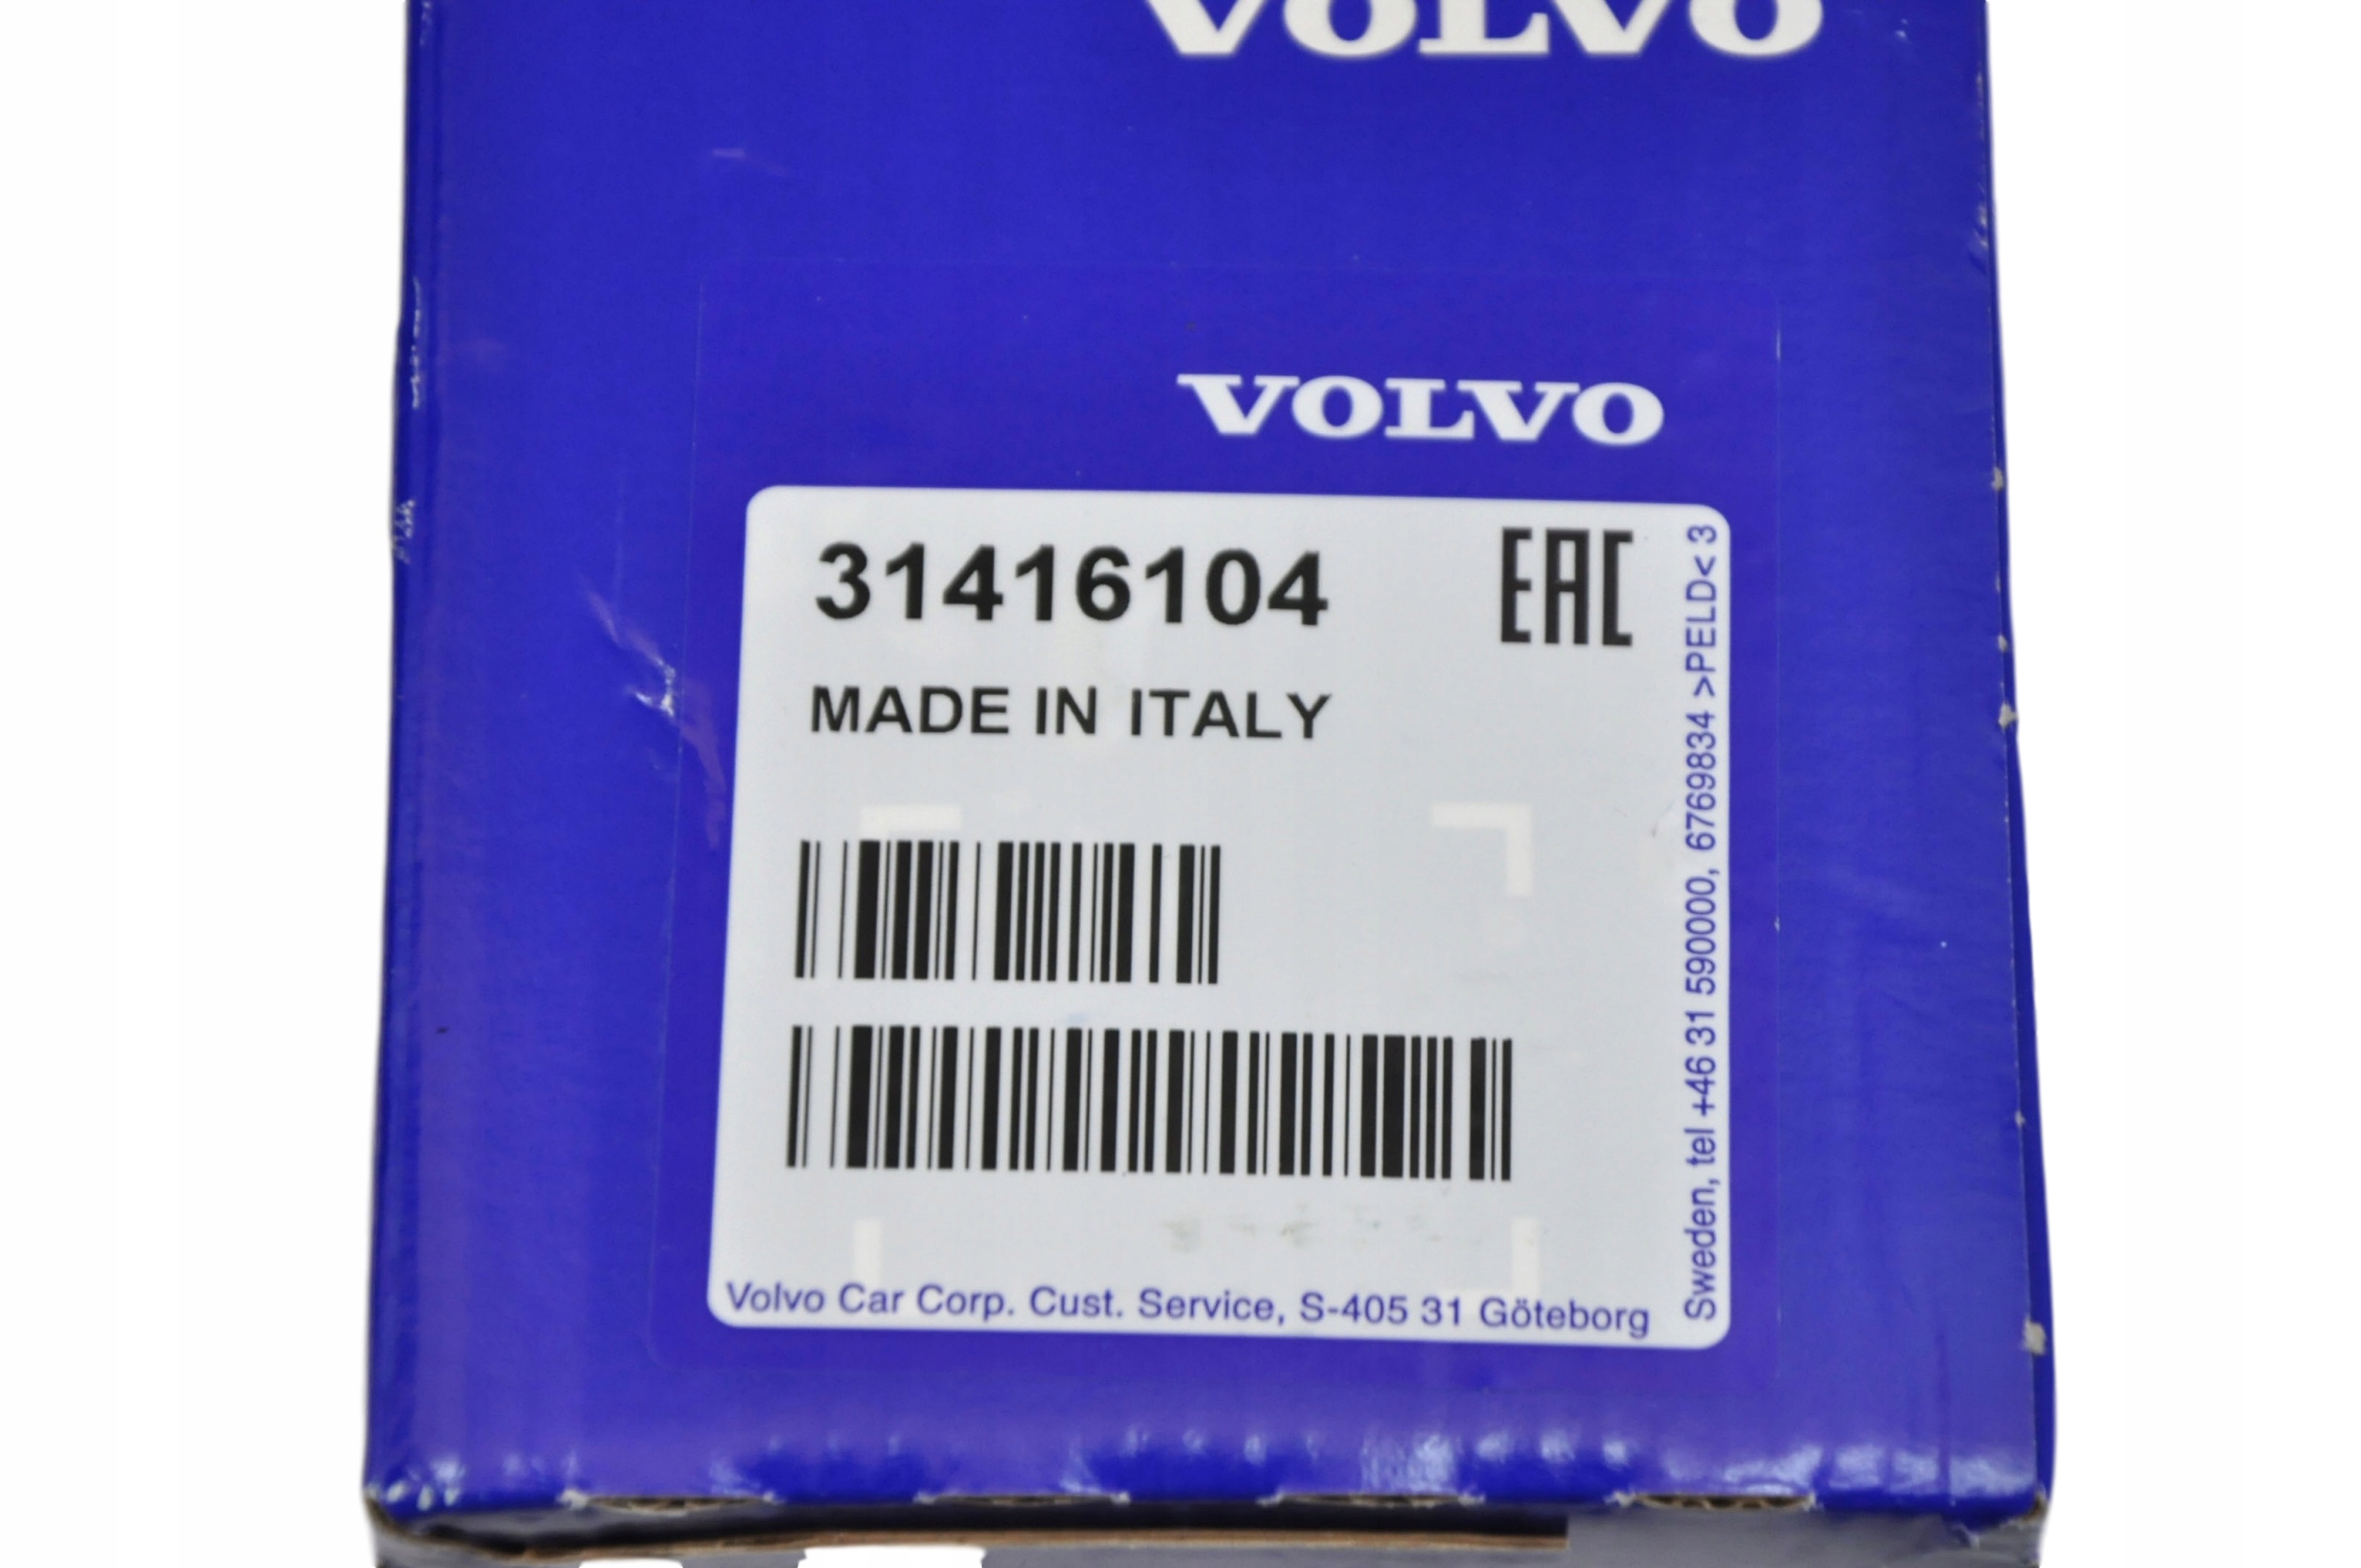 VOLVO
VOLVO
31416104
EAC
MADE IN ITALY
Volvo Car Corp. Cust. Service, S-405 31 Göteborg
Sweden, tel +46 31 590000, 6769834 >PELD< 3